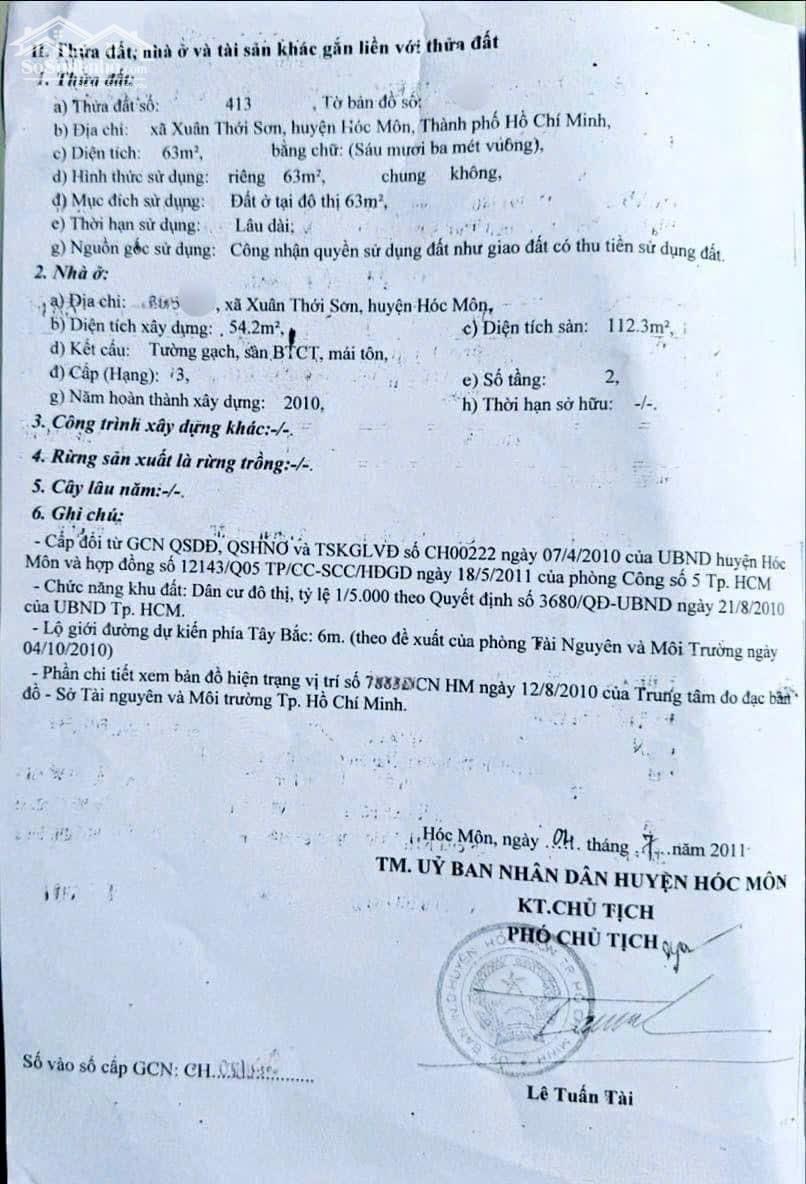 II. Thửa đất, nhà ở và tài sản khác gắn liền với thửa đất
1. Thửa đất:
a) Thửa đất số: 413 , Tờ bản đồ số:
b) Địa chỉ: xã Xuân Thới Sơn, huyện Hóc Môn, Thành phố Hồ Chí Minh,
c) Diện tích: 63m², bằng chữ: (Sáu mươi ba mét vuông),
d) Hình thức sử dụng: riêng 63m², chung không,
đ) Mục đích sử dụng: Đất ở tại đô thị 63m²,
e) Thời hạn sử dụng: Lâu dài;
g) Nguồn gốc sử dụng: Công nhận quyền sử dụng đất như giao đất có thu tiền sử dụng đất.
2. Nhà ở:
a) Địa chỉ: , xã Xuân Thới Sơn, huyện Hóc Môn,
b) Diện tích xây dựng: 54.2m², c) Diện tích sàn: 112.3m²,
d) Kết cấu: Tường gạch, sàn BTCT, mái tôn,
đ) Cấp (Hạng): 3, e) Số tầng: 2,
g) Năm hoàn thành xây dựng: 2010, h) Thời hạn sở hữu: -/-.
3. Công trình xây dựng khác:-/-.
4. Rừng sản xuất là rừng trồng:-/-.
5. Cây lâu năm:-/-.
6. Ghi chú:
- Cấp đổi từ GCN QSDĐ, QSHNO và TSKGLVĐ số CH00222 ngày 07/4/2010 của UBND huyện Hóc
Môn và hợp đồng số 12143/Q05 TP/CC-SCC/HĐGD ngày 18/5/2011 của phòng Công số 5 Tp. HCM
- Chức năng khu đất: Dân cư đô thị, tỷ lệ 1/5.000 theo Quyết định số 3680/QĐ-UBND ngày 21/8/2010
của UBND Tp. HCM.
- Lộ giới đường dự kiến phía Tây Bắc: 6m. (theo đề xuất của phòng Tài Nguyên và Môi Trường ngày
04/10/2010)
- Phần chi tiết xem bản đồ hiện trạng vị trí số CN HM ngày 12/8/2010 của Trung tâm đo đạc bản
đồ - Sở Tài nguyên và Môi trường Tp. Hồ Chí Minh.
Hóc Môn, ngày 04 tháng 7 năm 2011
TM. UỶ BAN NHÂN DÂN HUYỆN HÓC MÔN
KT.CHỦ TỊCH
PHÓ CHỦ TỊCH
Số vào sổ cấp GCN: CH
Lê Tuấn Tài